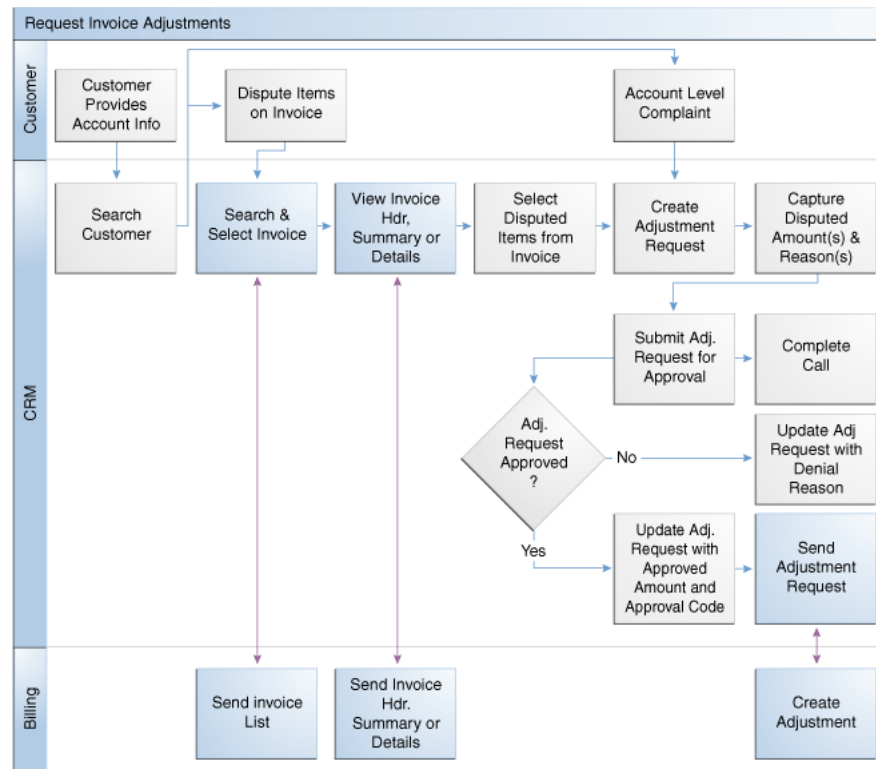 Request Invoice Adjustments
Customer
Customer
Provides
Account Info
Dispute Items
on Invoice
Account Level
Complaint
CRM
Search
Customer
Search &
Select Invoice
View Invoice
Hdr,
Summary or
Details
Select
Disputed
Items from
Invoice
Create
Adjustment
Request
Capture
Disputed
Amount(s) &
Reason(s)
Submit Adj.
Request for
Approval
Complete
Call
Adj.
Request
Approved
?
No
Update Adj
Request with
Denial
Reason
Yes
Update Adj.
Request with
Approved
Amount and
Approval Code
Send
Adjustment
Request
Billing
Send invoice
List
Send Invoice
Hdr.
Summary or
Details
Create
Adjustment